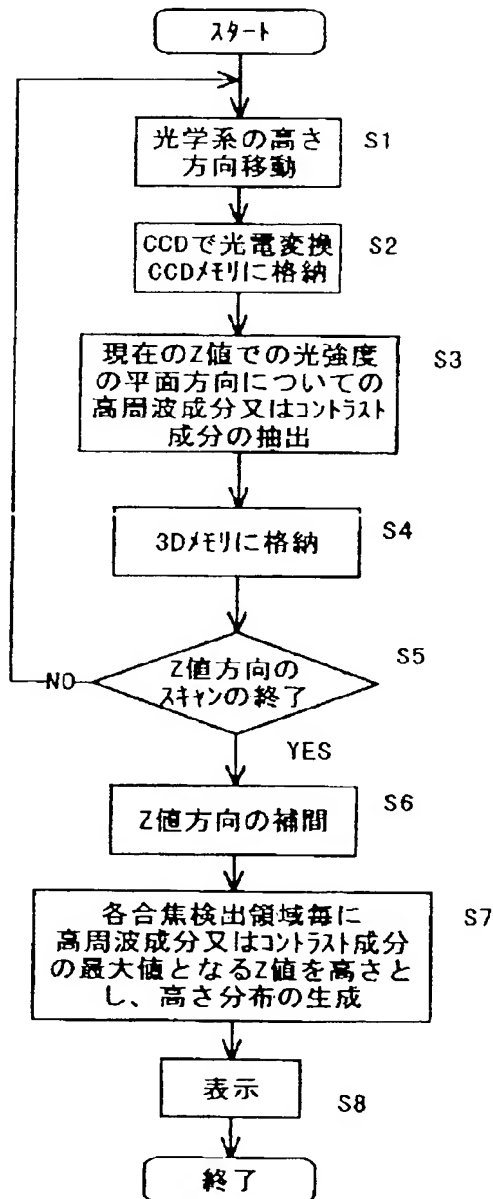 スタート
光学系の高さ
方向移動
S1
CCDで光電変換
CCDメモリに格納
S2
現在のZ値での光強度
の平面方向についての
高周波成分又はコントラスト
成分の抽出
S3
3Dメモリに格納
S4
Z値方向の
スキャンの終了
S5
NO
YES
Z値方向の補間
S6
各合焦検出領域毎に
高周波成分又はコントラスト成分
の最大値となるZ値を高さと
し、高さ分布の生成
S7
表示
S8
終了